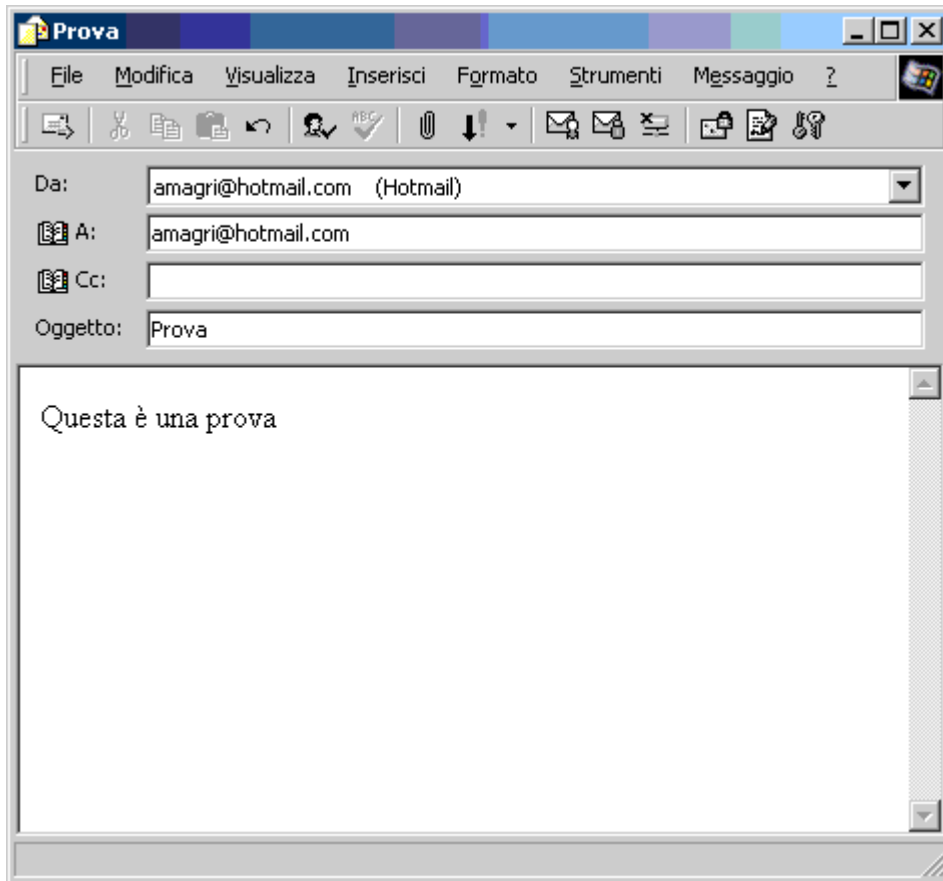 Prova
File Modifica Visualizza Inserisci Formato Strumenti Messaggio ?
ABC
Da: amagri@hotmail.com (Hotmail)
A: amagri@hotmail.com
Cc:
Oggetto: Prova
Questa è una prova